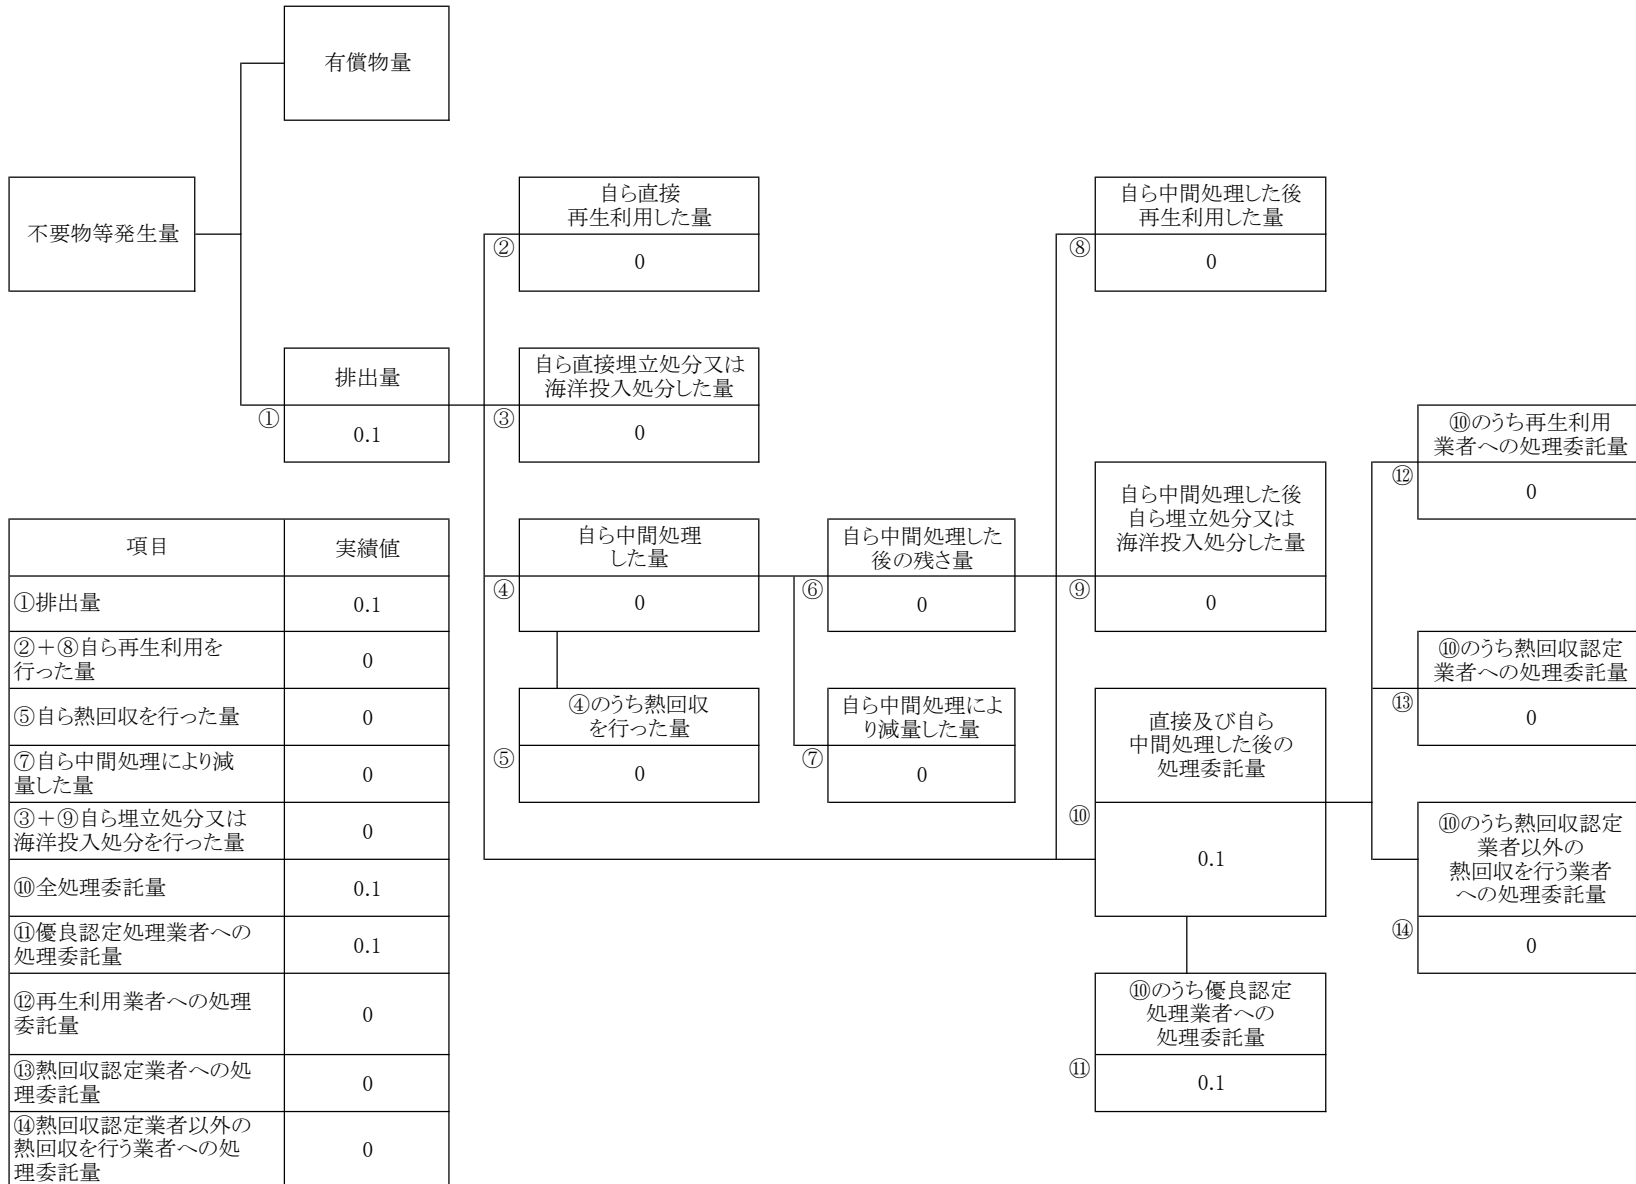 有償物量
不要物等発生量
自ら直接
再生利用した量
②
0
自ら中間処理した後
再生利用した量
⑧
0
排出量
①
0.1
自ら直接埋立処分又は
海洋投入処分した量
③
0
⑩のうち再生利用
業者への処理委託量
⑫
0
自ら中間処理
した量
④
0
自ら中間処理した
後の残さ量
⑥
0
自ら中間処理した後
自ら埋立処分又は
海洋投入処分した量
⑨
0
⑩のうち熱回収認定
業者への処理委託量
⑬
0
④のうち熱回収
を行った量
⑤
0
自ら中間処理によ
り減量した量
⑦
0
直接及び自ら
中間処理した後の
処理委託量
⑩
0.1
⑩のうち熱回収認定
業者以外の
熱回収を行う業者
への処理委託量
⑭
0
⑩のうち優良認定
処理業者への
処理委託量
⑪
0.1
項目
実績値
①排出量
0.1
②+⑧自ら再生利用を
行った量
0
⑤自ら熱回収を行った量
0
⑦自ら中間処理により減
量した量
0
③+⑨自ら埋立処分又は
海洋投入処分を行った量
0
⑩全処理委託量
0.1
⑪優良認定処理業者への
処理委託量
0.1
⑫再生利用業者への処理
委託量
0
⑬熱回収認定業者への処
理委託量
0
⑭熱回収認定業者以外の
熱回収を行う業者への処
理委託量
0